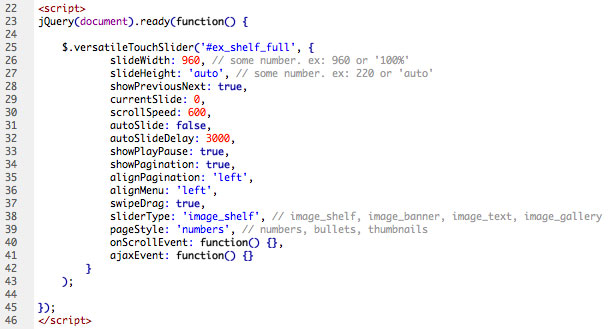 22 <script>
23 jQuery(document).ready(function() {
24
25 $.versatileTouchSlider('#ex_shelf_full', {
26 slideWidth: 960, // some number. ex: 960 or '100%'
27 slideHeight: 'auto', // some number. ex: 220 or 'auto'
28 showPreviousNext: true,
29 currentSlide: 0,
30 scrollSpeed: 600,
31 autoSlide: false,
32 autoSlideDelay: 3000,
33 showPlayPause: true,
34 showPagination: true,
35 alignPagination: 'left',
36 alignMenu: 'left',
37 swipeDrag: true,
38 sliderType: 'image_shelf', // image_shelf, image_banner, image_text, image_gallery
39 pageStyle: 'numbers', // numbers, bullets, thumbnails
40 onScrollEvent: function() {},
41 ajaxEvent: function() {}
42 }
43 );
44
45 });
46 </script>